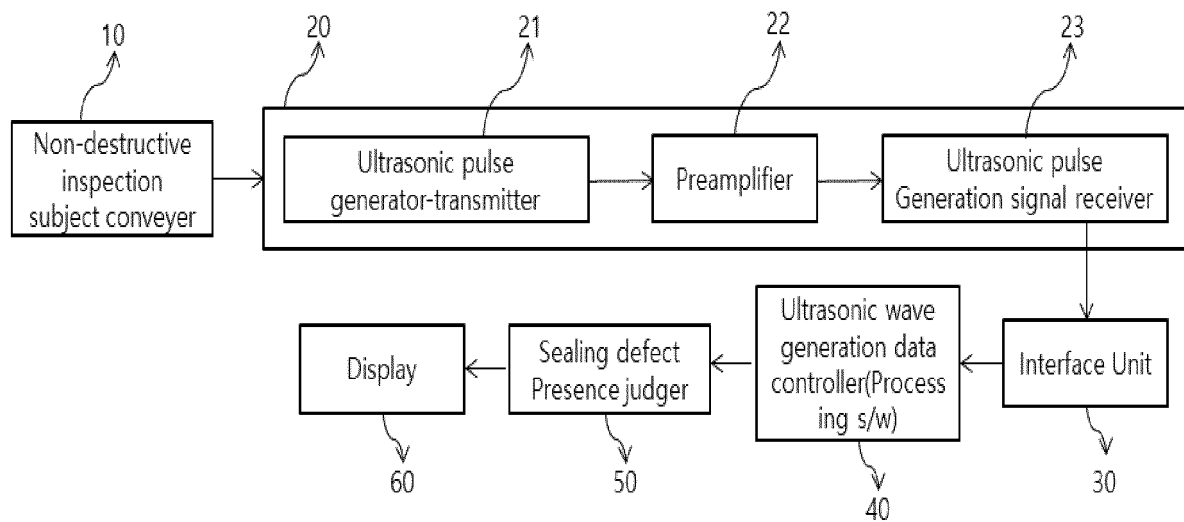 10
20
21
22
23
Non-destructive
inspection
subject conveyer
Ultrasonic pulse
generator-transmitter
Preamplifier
Ultrasonic pulse
Generation signal receiver
Display
Sealing defect
Presence judger
Ultrasonic wave
generation data
controller(Process
ing s/w)
Interface Unit
60
50
40
30